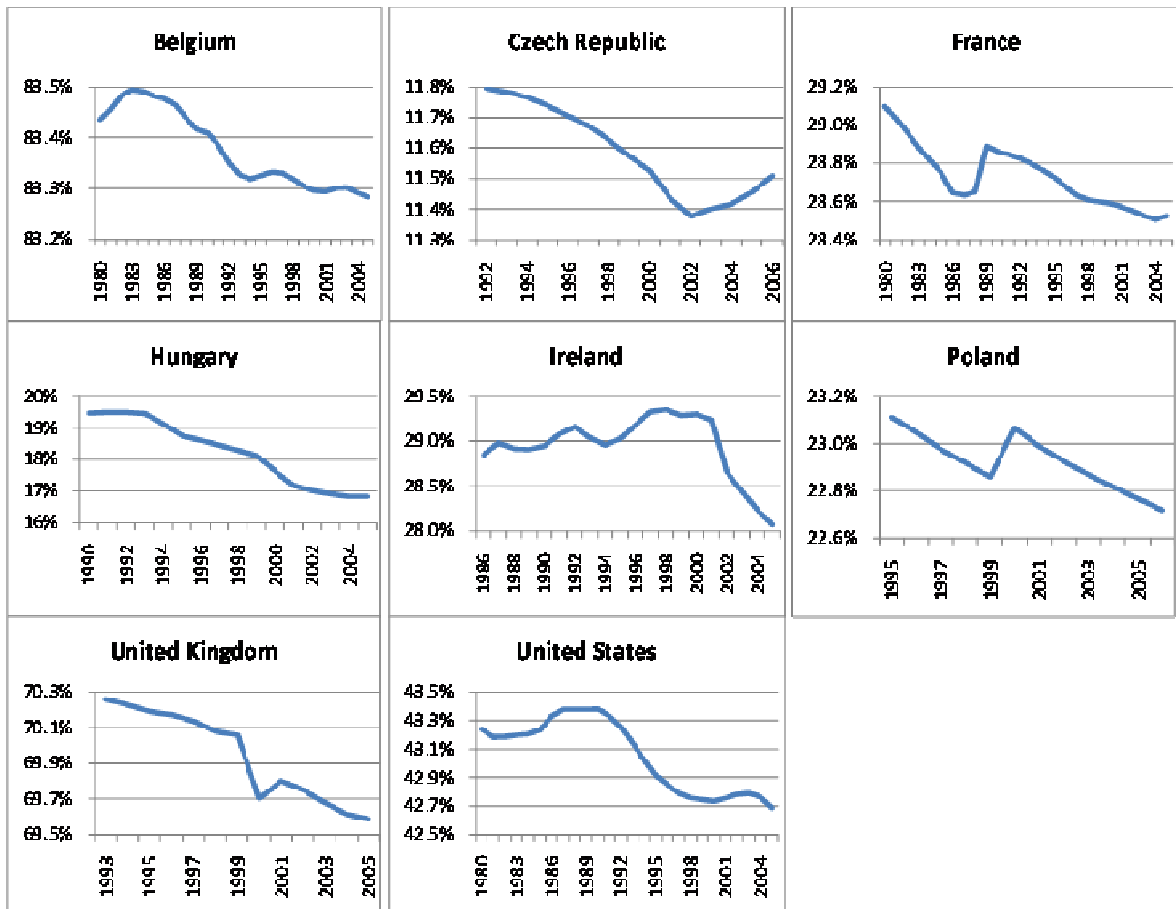 Belgium
83.5%
83.4%
83.3%
83.2%
1980 1983 1986 1989 1992 1995 1998 2001 2004
Czech Republic
11.8%
11.7%
11.6%
11.5%
11.4%
11.3%
1992 1994 1996 1998 2000 2002 2004 2006
France
29.2%
29.0%
28.8%
28.6%
28.4%
1980 1983 1986 1989 1992 1995 1998 2001 2004
Hungary
20%
19%
18%
17%
16%
1990 1992 1994 1996 1998 2000 2002 2004
Ireland
29.5%
29.0%
28.5%
28.0%
1986 1988 1990 1992 1994 1996 1998 2000 2002 2004
Poland
23.2%
23.0%
22.8%
22.6%
1995 1997 1999 2001 2003 2005
United Kingdom
70.3%
70.1%
69.9%
69.7%
69.5%
1993 1995 1997 1999 2001 2003 2005
United States
43.5%
43.3%
43.1%
42.9%
42.7%
42.5%
1980 1983 1986 1989 1992 1995 1998 2001 2004